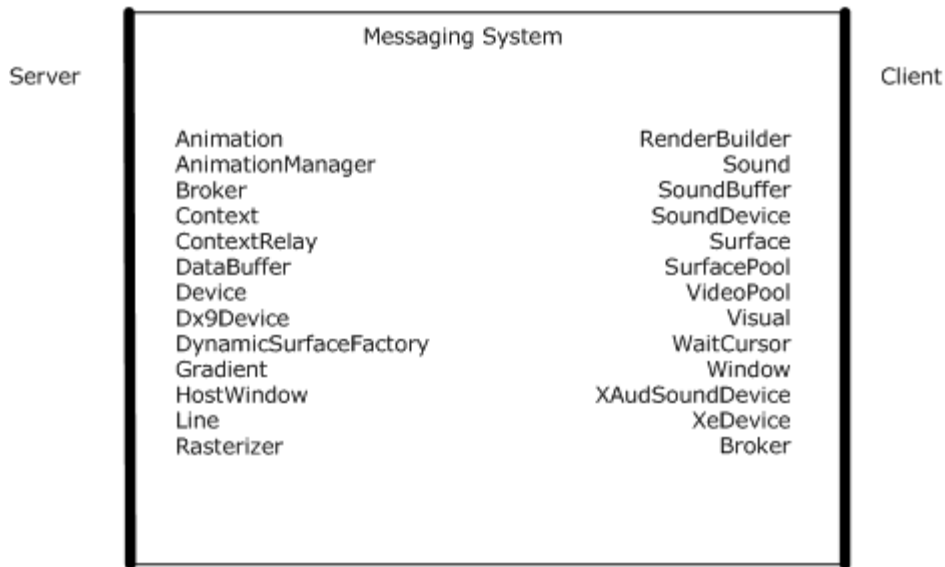 Messaging System
Server
Client
Animation
AnimationManager
Broker
Context
ContextRelay
DataBuffer
Device
Dx9Device
DynamicSurfaceFactory
Gradient
HostWindow
Line
Rasterizer
RenderBuilder
Sound
SoundBuffer
SoundDevice
Surface
SurfacePool
VideoPool
Visual
WaitCursor
Window
XAudSoundDevice
XeDevice
Broker